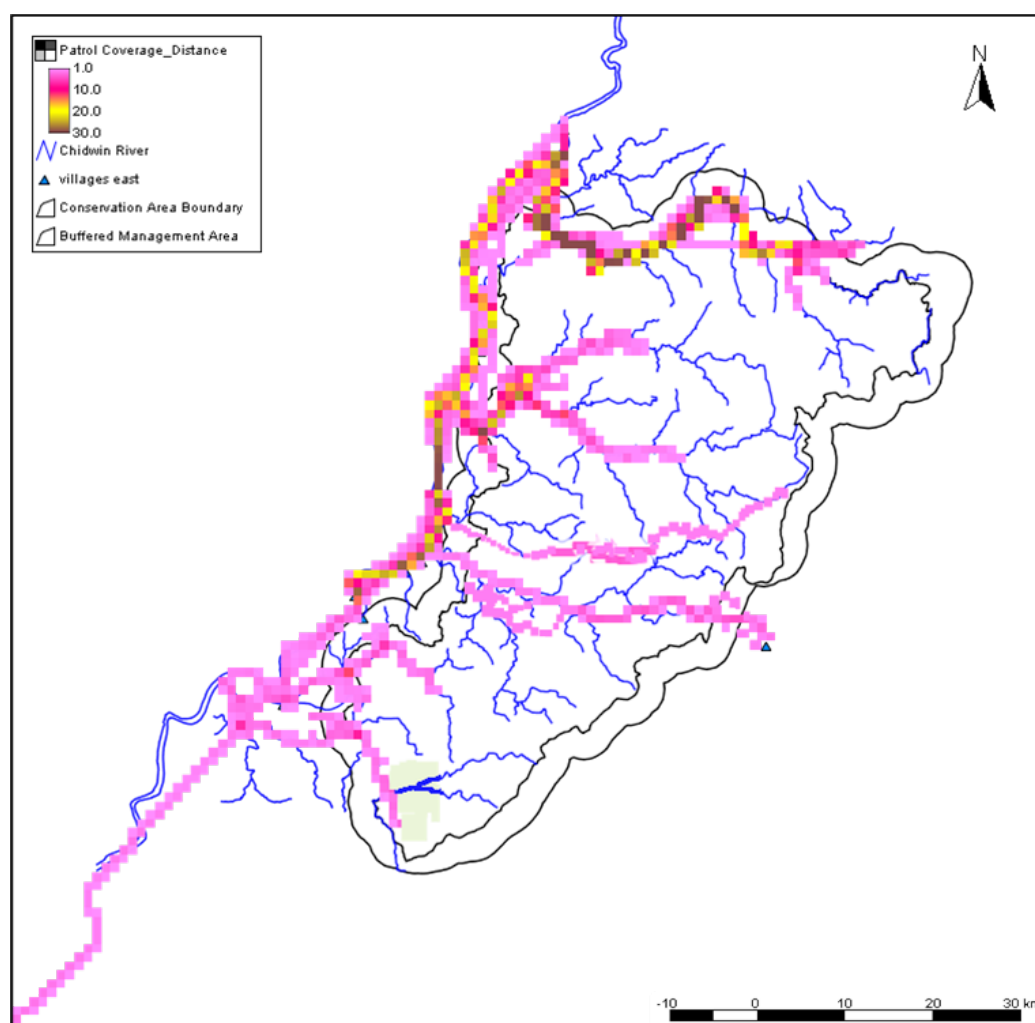 Patrol Coverage_Distance
1.0
10.0
20.0
30.0
Chidwin River
villages east
Conservation Area Boundary
Buffered Management Area
N
-10 0 10 20 30 km